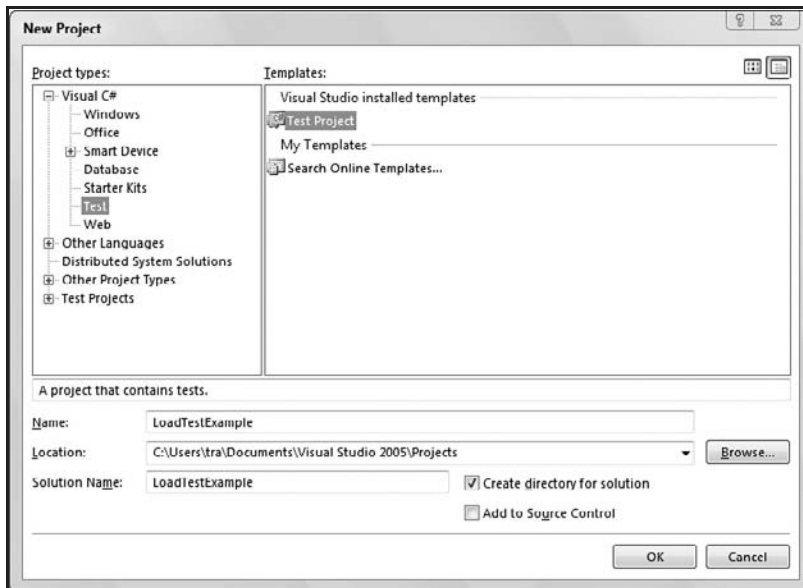 New Project
Project types:
Templates:
Visual C#
Windows
Office
Smart Device
Database
Starter Kits
Test
Web
Other Languages
Distributed System Solutions
Other Project Types
Test Projects
Visual Studio installed templates
Test Project
My Templates
Search Online Templates...
A project that contains tests.
Name: LoadTestExample
Location: C:\Users\tra\Documents\Visual Studio 2005\Projects Browse...
Solution Name: LoadTestExample Create directory for solution
Add to Source Control
OK Cancel